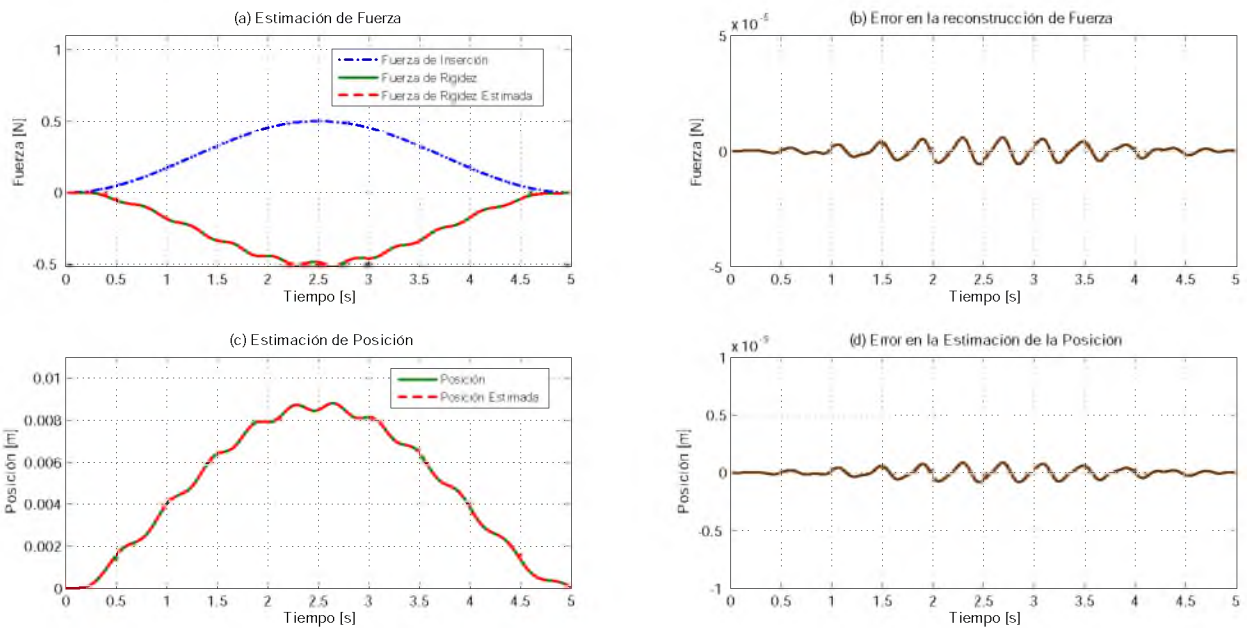 (a) Estimación de Fuerza
1
0.5
0
-0.5
Fuerza [N]
Fuerza de Inserción
Fuerza de Rigidez
Fuerza de Rigidez Estimada
0 0.5 1 1.5 2 2.5 3 3.5 4 4.5 5
Tiempo [s]
(b) Error en la reconstrucción de Fuerza
x 10⁻⁵
5
0
-5
Fuerza [N]
0 0.5 1 1.5 2 2.5 3 3.5 4 4.5 5
Tiempo [s]
(c) Estimación de Posición
0.01
0.008
0.006
0.004
0.002
0
Posición [m]
Posición
Posición Estimada
0 0.5 1 1.5 2 2.5 3 3.5 4 4.5 5
Tiempo [s]
(d) Error en la Estimación de la Posición
1
0.5
0
-0.5
-1
Posición [m]
0 0.5 1 1.5 2 2.5 3 3.5 4 4.5 5
Tiempo [s]